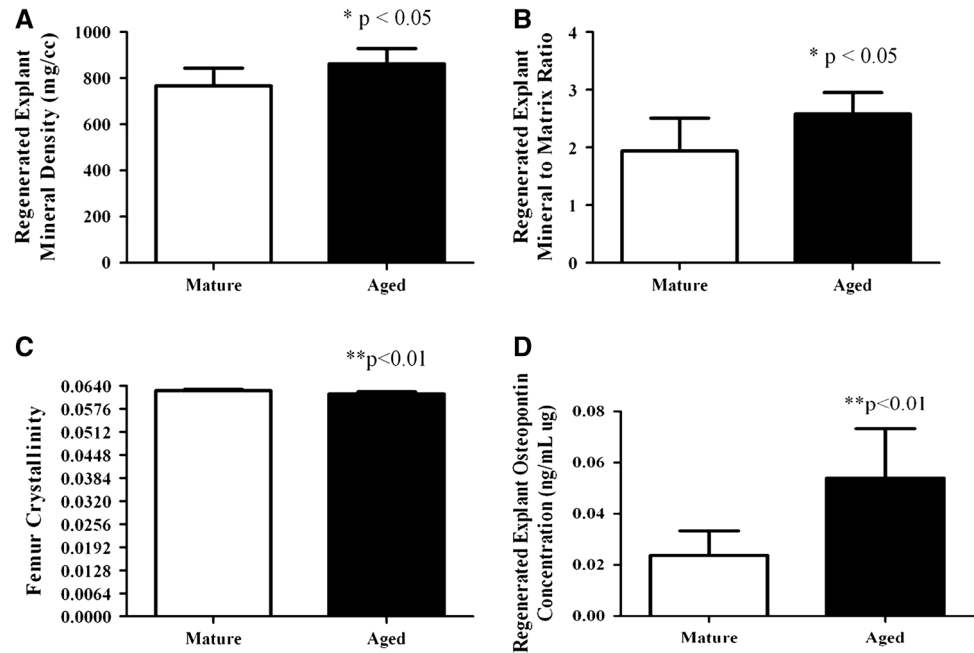 A
* p < 0.05
Regenerated Explant
Mineral Density (mg/cc)
1000
800
600
400
200
0
Mature
Aged
B
* p < 0.05
Regenerated Explant
Mineral to Matrix Ratio
4
3
2
1
0
Mature
Aged
C
**p<0.01
Femur Crystallinity
0.0640
0.0576
0.0512
0.0448
0.0384
0.0320
0.0256
0.0192
0.0128
0.0064
0.0000
Mature
Aged
D
**p<0.01
Regenerated Explant Osteopontin
Concentration (ng/mL ug)
0.08
0.06
0.04
0.02
0.00
Mature
Aged